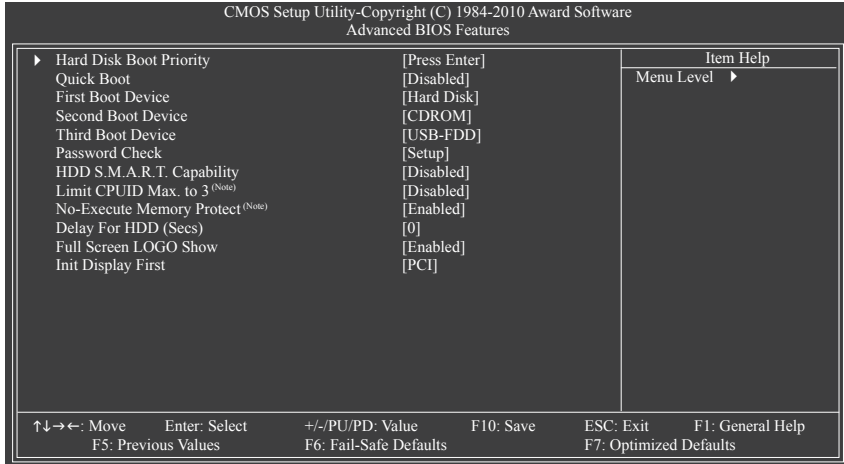 CMOS Setup Utility-Copyright (C) 1984-2010 Award Software
Advanced BIOS Features
Hard Disk Boot Priority [Press Enter]
Quick Boot [Disabled]
First Boot Device [Hard Disk]
Second Boot Device [CDROM]
Third Boot Device [USB-FDD]
Password Check [Setup]
HDD S.M.A.R.T. Capability [Disabled]
Limit CPUID Max. to 3 (Note) [Disabled]
No-Execute Memory Protect (Note) [Enabled]
Delay For HDD (Secs) [0]
Full Screen LOGO Show [Enabled]
Init Display First [PCI]
Item Help
Menu Level ▶
↑↓→←: Move Enter: Select +/-/PU/PD: Value F10: Save ESC: Exit F1: General Help
F5: Previous Values F6: Fail-Safe Defaults F7: Optimized Defaults